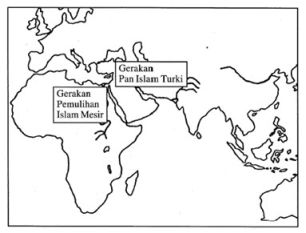 Gerakan
Pan Islam Turki
Gerakan
Pemulihan
Islam Mesir